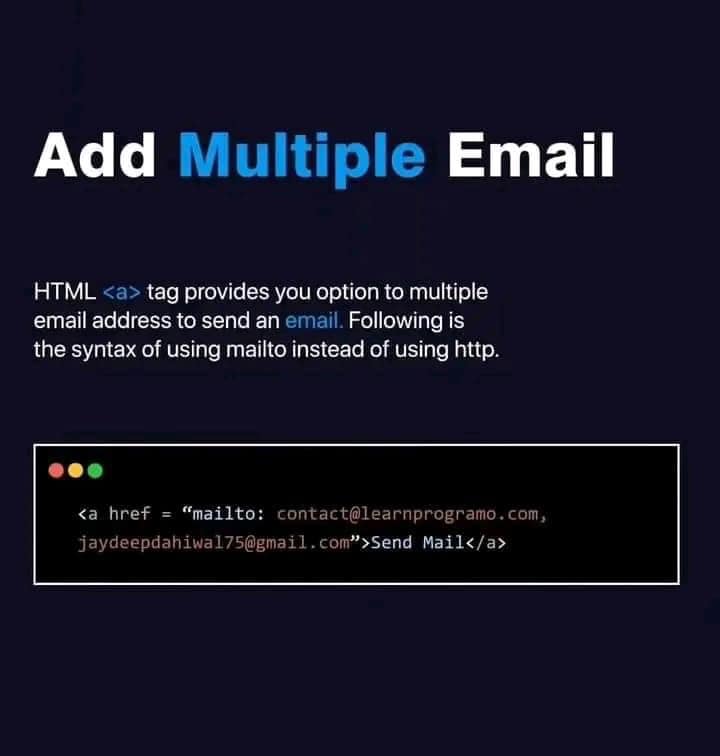 Add Multiple Email
HTML <a> tag provides you option to multiple
email address to send an email. Following is
the syntax of using mailto instead of using http.
<a href = “mailto: contact@learnprogramo.com,
jaydeepdahiwal75@gmail.com”>Send Mail</a>